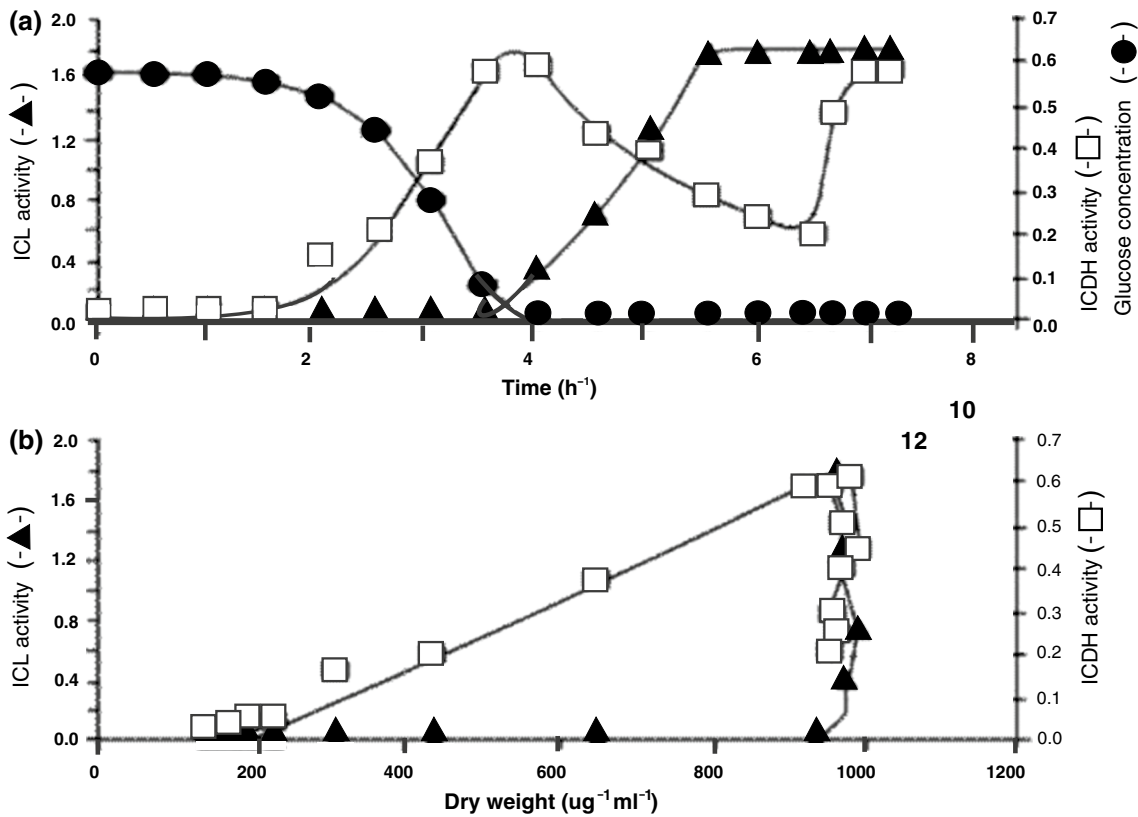 (a)
2.0
1.6
1.2
0.8
0.4
0.0
ICL activity (-▲-)
0.7
0.6
0.5
0.4
0.3
0.2
0.1
0.0
ICDH activity (-□-)
Glucose concentration (-●-)
0 2 4 6 8
Time (h⁻¹)
10
12
(b)
2.0
1.6
1.2
0.8
0.4
0.0
ICL activity (-▲-)
0.7
0.6
0.5
0.4
0.3
0.2
0.1
0.0
ICDH activity (-□-)
0 200 400 600 800 1000 1200
Dry weight (ug⁻¹ml⁻¹)